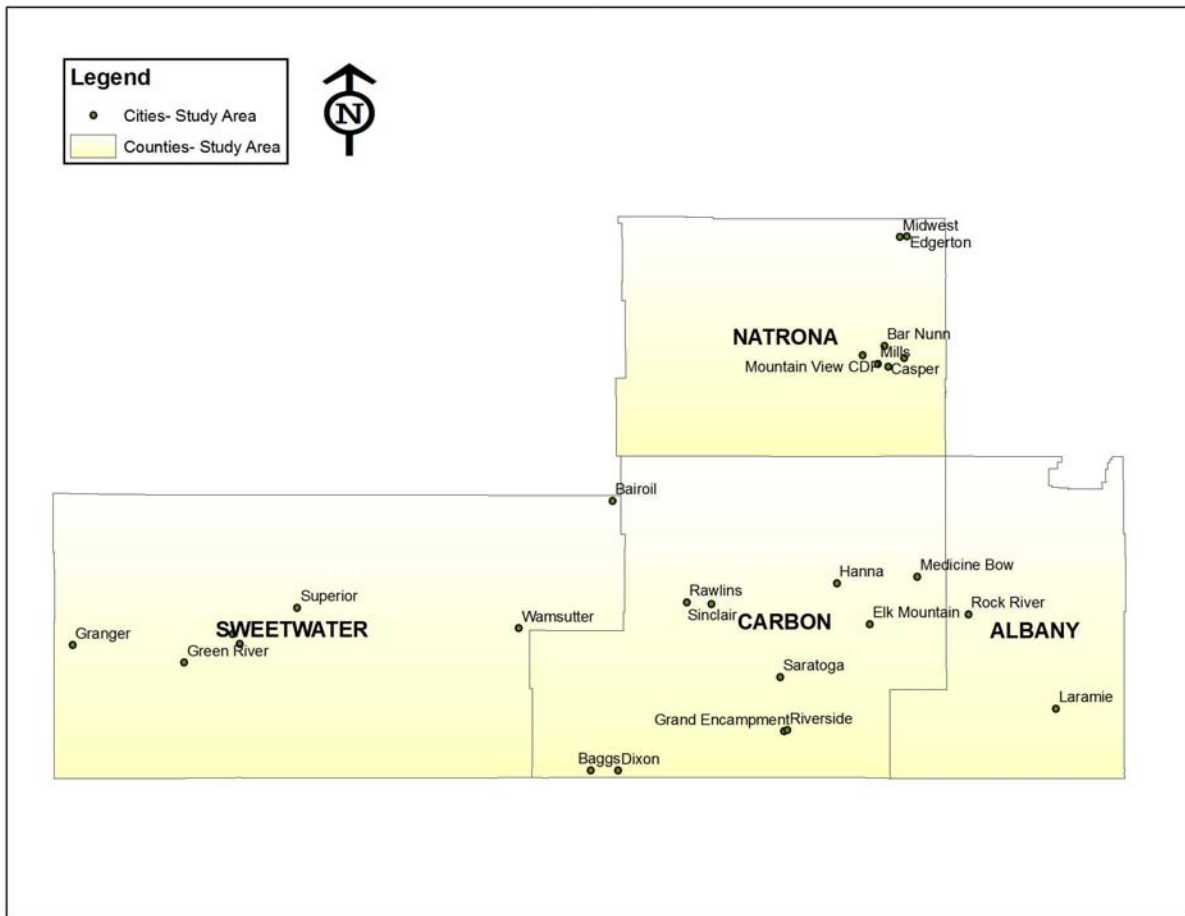 Legend
Cities- Study Area
Counties- Study Area
N
Midwest
Edgerton
NATRONA
Bar Nunn
Mills
Mountain View CDP
Casper
Bairoil
Superior
SWEETWATER
Granger
Green River
Wamsutter
Rawlins
Sinclair
Hanna
Medicine Bow
CARBON
Elk Mountain
Rock River
ALBANY
Saratoga
Laramie
Grand Encampment
Riverside
Baggs
Dixon